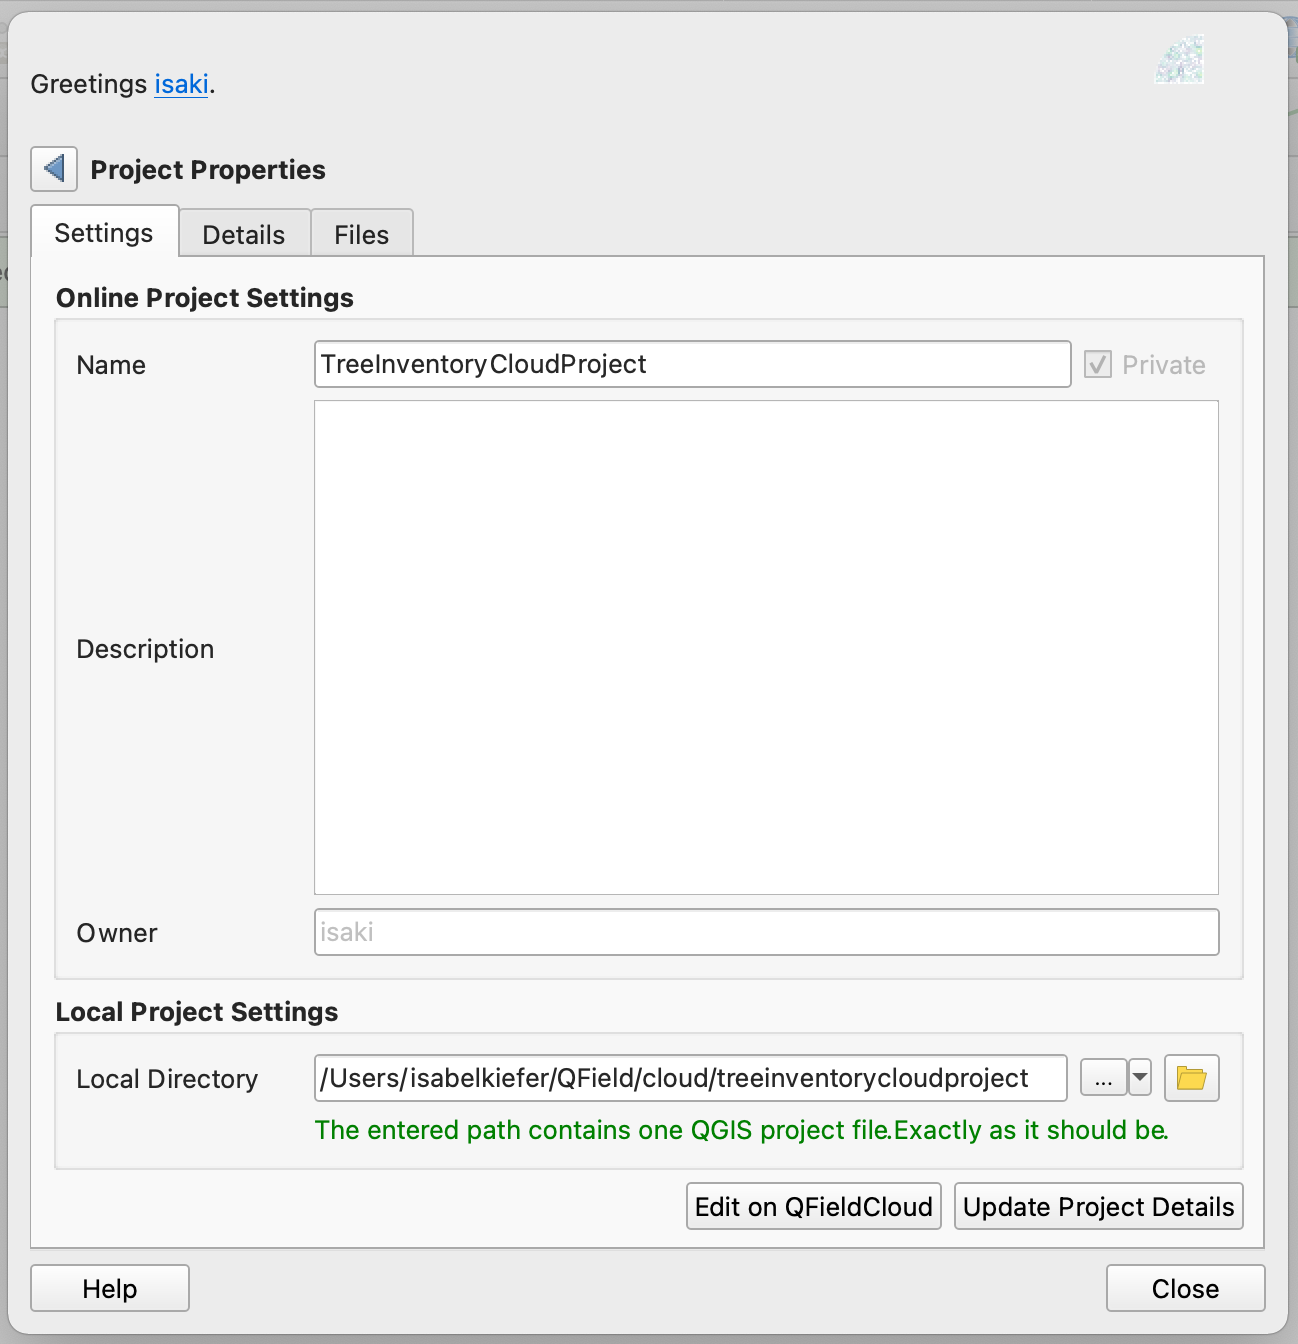 Greetings isaki.
Project Properties
Settings Details Files
Online Project Settings
Name TreeInventoryCloudProject Private
Description
Owner isaki
Local Project Settings
Local Directory /Users/isabelkiefer/QField/cloud/treeinventorycloudproject ...
The entered path contains one QGIS project file.Exactly as it should be.
Edit on QFieldCloud Update Project Details
Help Close